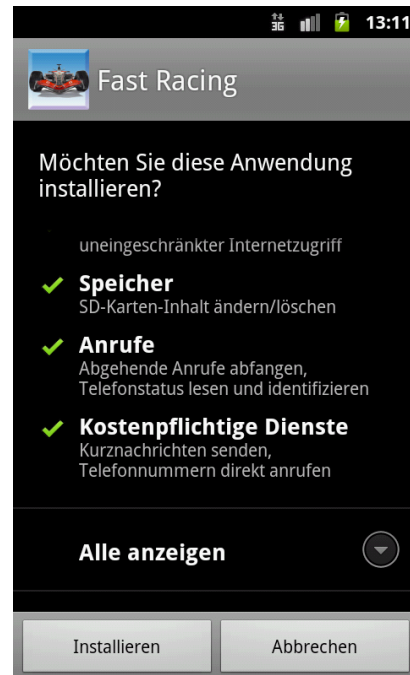 3G 13:11
Fast Racing
Möchten Sie diese Anwendung
installieren?
uneingeschränkter Internetzugriff
Speicher
SD-Karten-Inhalt ändern/löschen
Anrufe
Abgehende Anrufe abfangen,
Telefonstatus lesen und identifizieren
Kostenpflichtige Dienste
Kurznachrichten senden,
Telefonnummern direkt anrufen
Alle anzeigen
Installieren Abbrechen